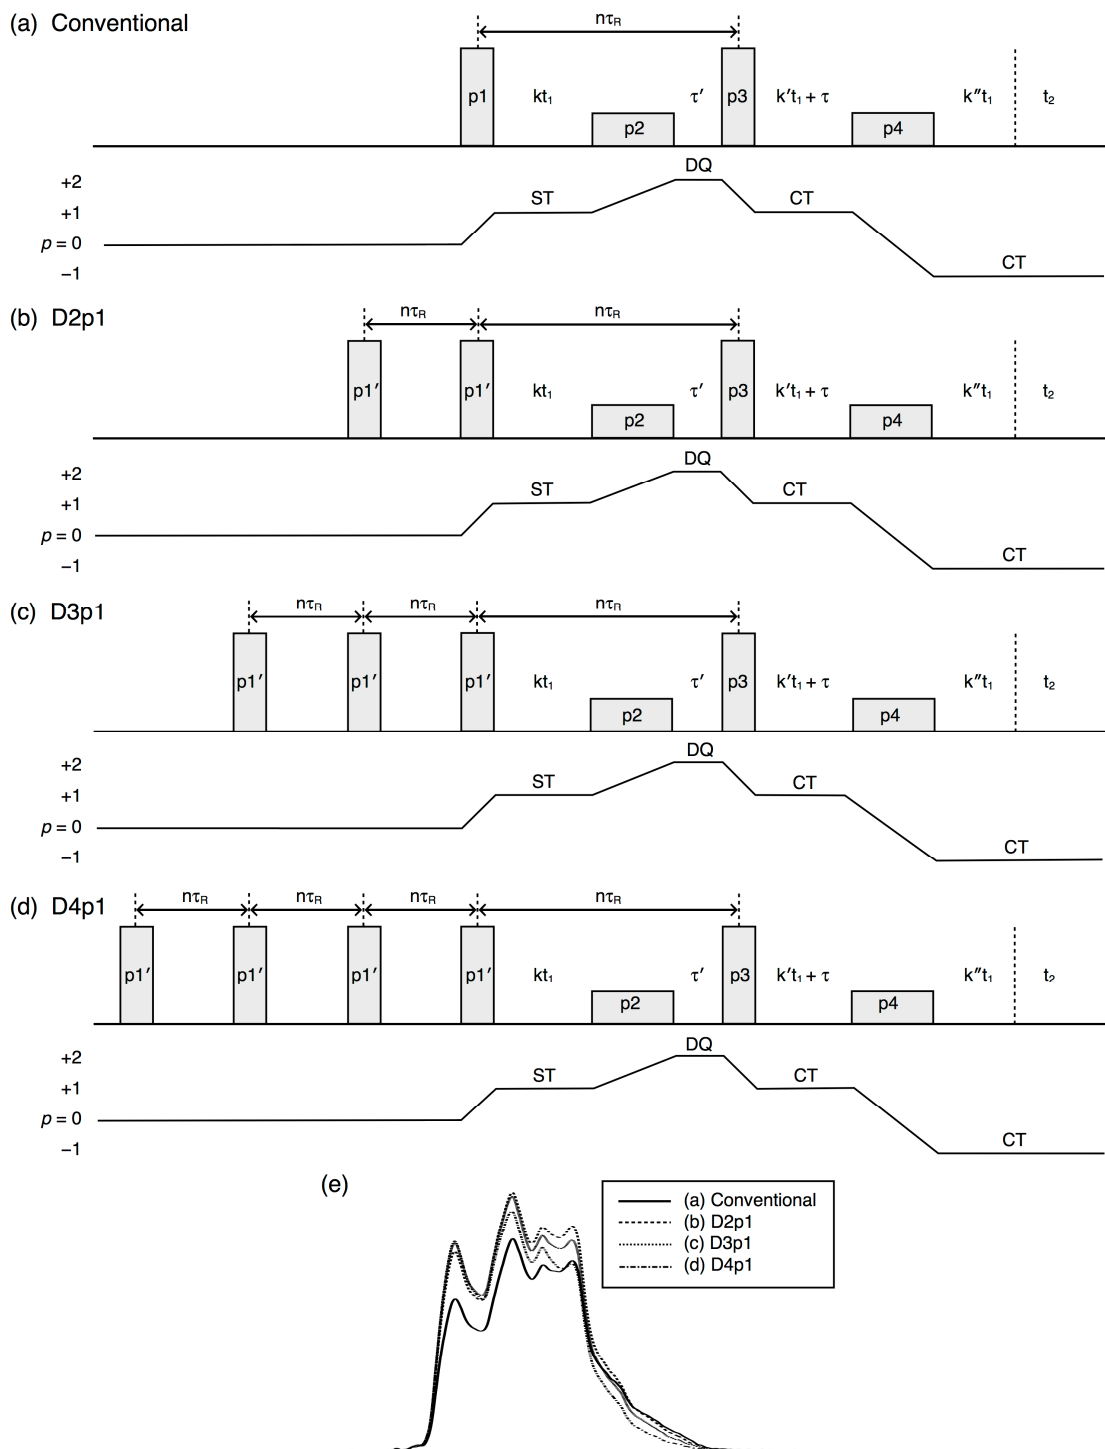 (a) Conventional
nτR
p1 kt1 p2 τ′ p3 k′t1 + τ p4 k″t1 t2
+2 DQ
+1 ST CT
p = 0
−1 CT
(b) D2p1
nτR nτR
p1′ p1′ kt1 p2 τ′ p3 k′t1 + τ p4 k″t1 t2
+2 DQ
+1 ST CT
p = 0
−1 CT
(c) D3p1
nτR nτR nτR
p1′ p1′ p1′ kt1 p2 τ′ p3 k′t1 + τ p4 k″t1 t2
+2 DQ
+1 ST CT
p = 0
−1 CT
(d) D4p1
nτR nτR nτR nτR
p1′ p1′ p1′ p1′ kt1 p2 τ′ p3 k′t1 + τ p4 k″t1 t2
+2 DQ
+1 ST CT
p = 0
−1 CT
(e)
(a) Conventional
(b) D2p1
(c) D3p1
(d) D4p1